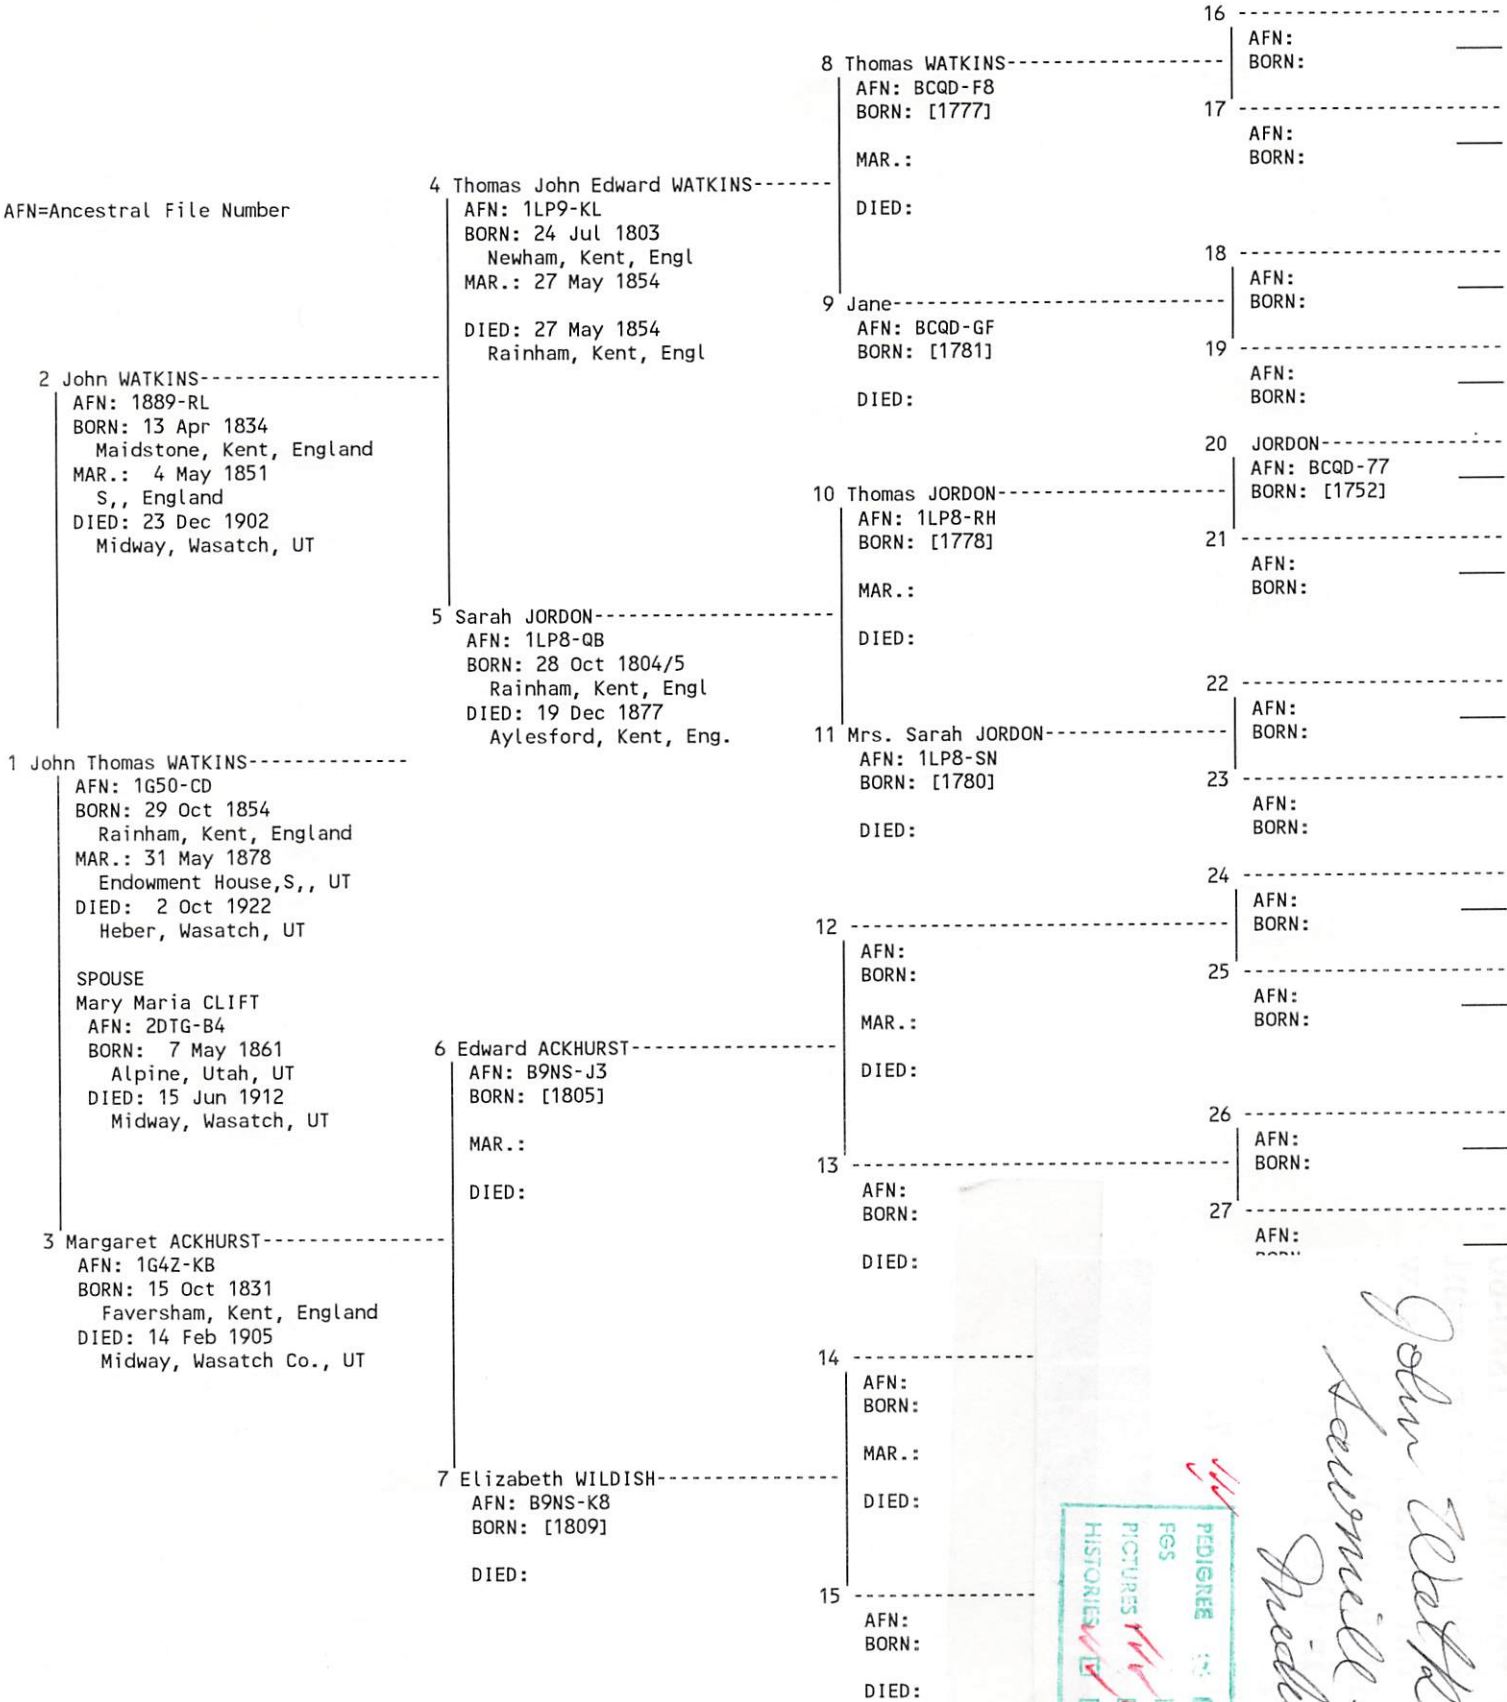 AFN=Ancestral File Number
1 John Thomas WATKINS
AFN: 1G50-CD
BORN: 29 Oct 1854
Rainham, Kent, England
MAR.: 31 May 1878
Endowment House,S,, UT
DIED: 2 Oct 1922
Heber, Wasatch, UT
SPOUSE
Mary Maria CLIFT
AFN: 2DTG-B4
BORN: 7 May 1861
Alpine, Utah, UT
DIED: 15 Jun 1912
Midway, Wasatch, UT
2 John WATKINS
AFN: 1889-RL
BORN: 13 Apr 1834
Maidstone, Kent, England
MAR.: 4 May 1851
S,, England
DIED: 23 Dec 1902
Midway, Wasatch, UT
3 Margaret ACKHURST
AFN: 1G4Z-KB
BORN: 15 Oct 1831
Faversham, Kent, England
DIED: 14 Feb 1905
Midway, Wasatch Co., UT
4 Thomas John Edward WATKINS
AFN: 1LP9-KL
BORN: 24 Jul 1803
Newham, Kent, Engl
MAR.: 27 May 1854
DIED: 27 May 1854
Rainham, Kent, Engl
5 Sarah JORDON
AFN: 1LP8-QB
BORN: 28 Oct 1804/5
Rainham, Kent, Engl
DIED: 19 Dec 1877
Aylesford, Kent, Eng.
6 Edward ACKHURST
AFN: B9NS-J3
BORN: [1805]
MAR.:
DIED:
7 Elizabeth WILDISH
AFN: B9NS-K8
BORN: [1809]
DIED:
8 Thomas WATKINS
AFN: BCQD-F8
BORN: [1777]
MAR.:
DIED:
9 Jane
AFN: BCQD-GF
BORN: [1781]
DIED:
10 Thomas JORDON
AFN: 1LP8-RH
BORN: [1778]
MAR.:
DIED:
11 Mrs. Sarah JORDON
AFN: 1LP8-SN
BORN: [1780]
DIED:
12
AFN:
BORN:
MAR.:
DIED:
13
AFN:
BORN:
DIED:
14
AFN:
BORN:
MAR.:
DIED:
15
AFN:
BORN:
DIED:
16
AFN:
BORN:
17
AFN:
BORN:
18
AFN:
BORN:
19
AFN:
BORN:
20 JORDON
AFN: BCQD-77
BORN: [1752]
21
AFN:
BORN:
22
AFN:
BORN:
23
AFN:
BORN:
24
AFN:
BORN:
25
AFN:
BORN:
26
AFN:
BORN:
27
AFN:
John
PEDIGREE
FGS
PICTURES
HISTORIES